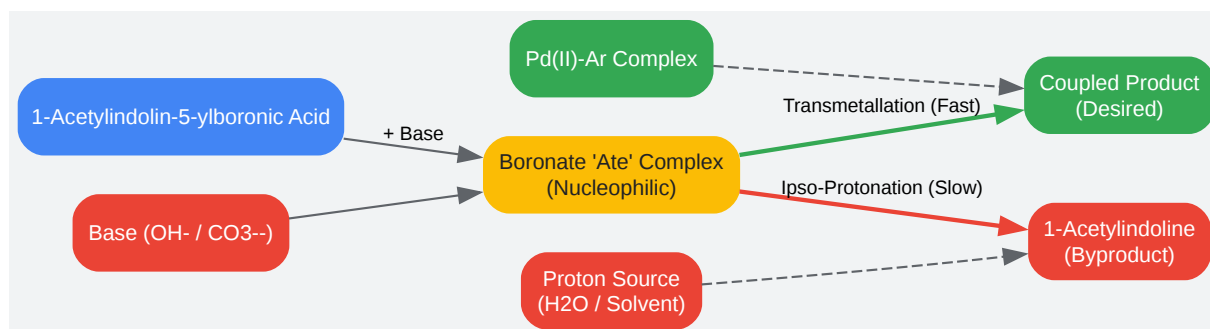 1-Acetylindolin-5-ylboronic Acid
Base (OH- / CO3--)
+ Base
Boronate 'Ate' Complex
(Nucleophilic)
Pd(II)-Ar Complex
Transmetallation (Fast)
Coupled Product
(Desired)
Ipso-Protonation (Slow)
1-Acetylindoline
(Byproduct)
Proton Source
(H2O / Solvent)